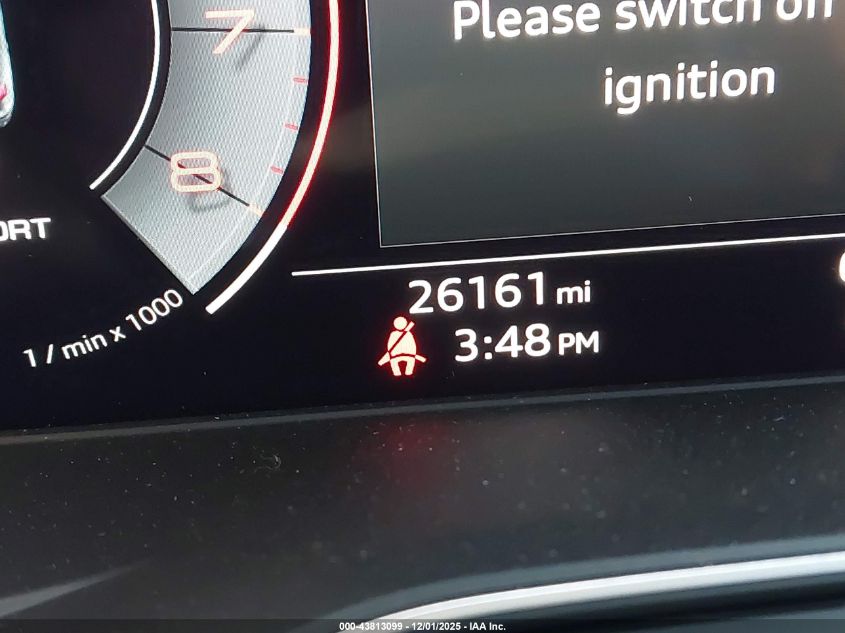 Please switch off
ignition
7
8
1 / min x 1000
26161 mi
3:48 PM
000-43813099 - 12/01/2025 - IAA Inc.